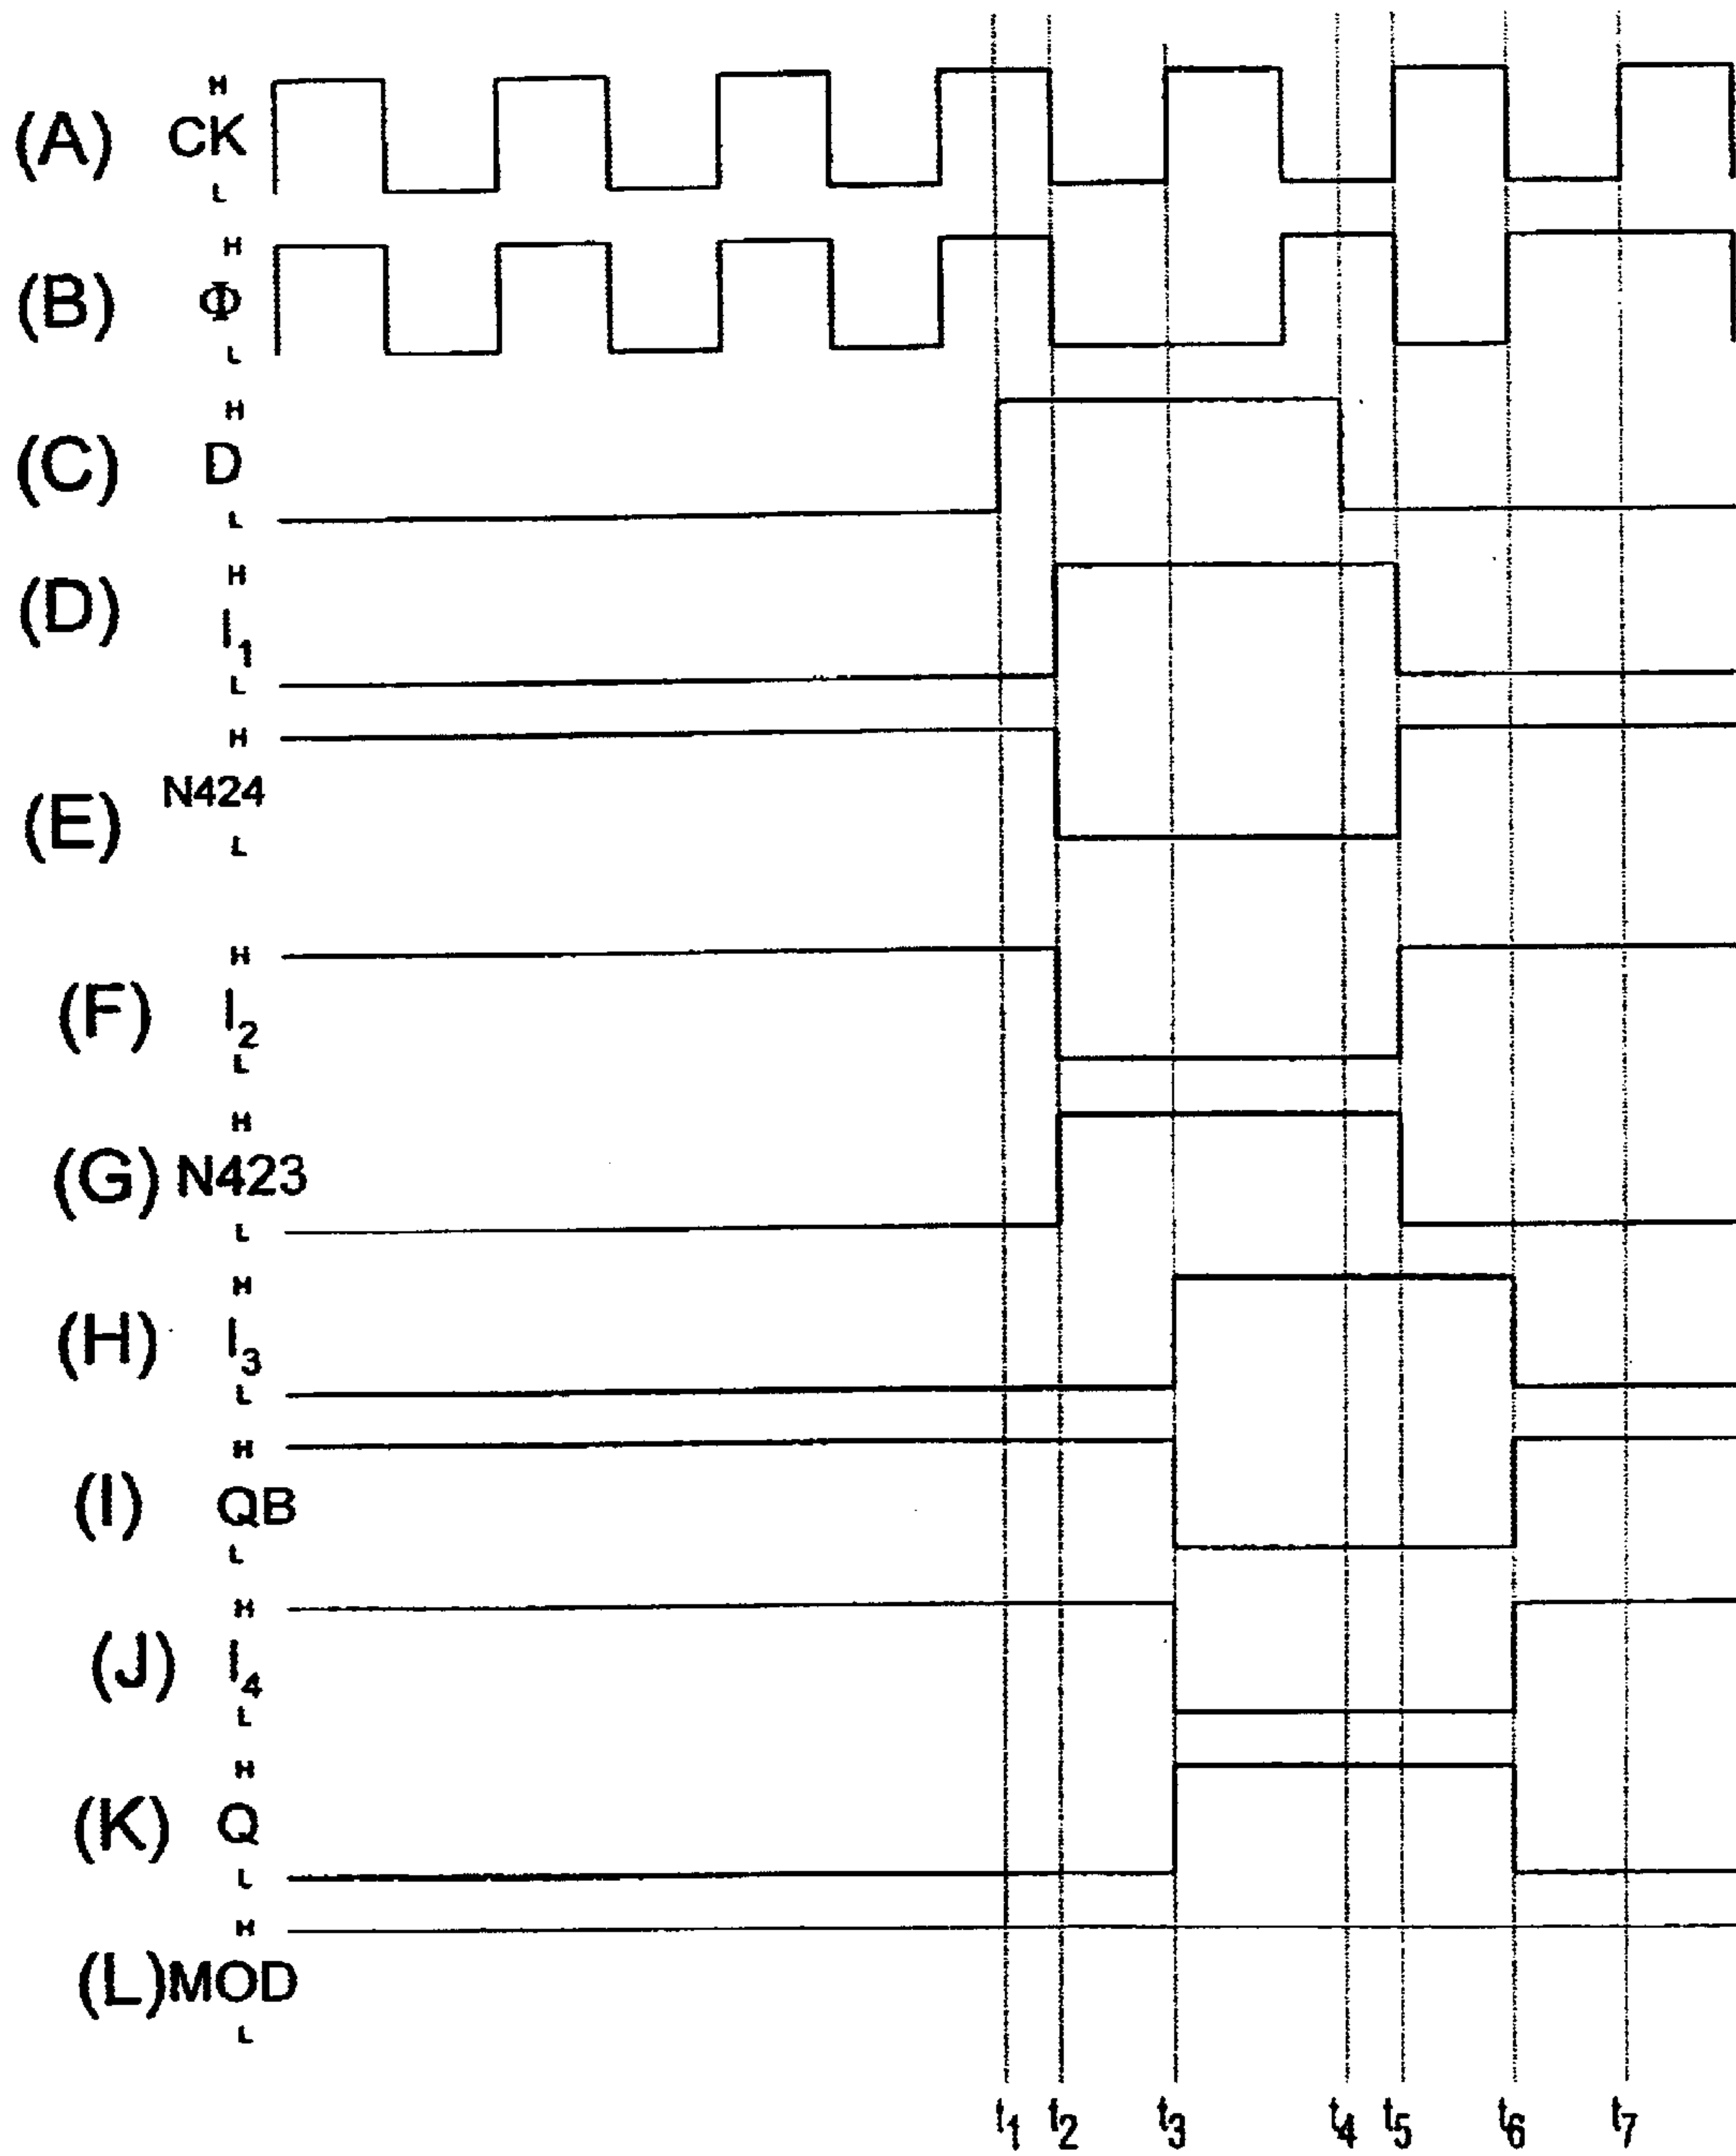 H
(A) CK
L
H
(B) Φ
L
H
(C) D
L
H
(D) I1
L
H
(E) N424
L
H
(F) I2
L
H
(G) N423
L
H
(H) I3
L
H
(I) QB
L
H
(J) I4
L
H
(K) Q
L
H
(L) MOD
L
t1 t2 t3 t4 t5 t6 t7